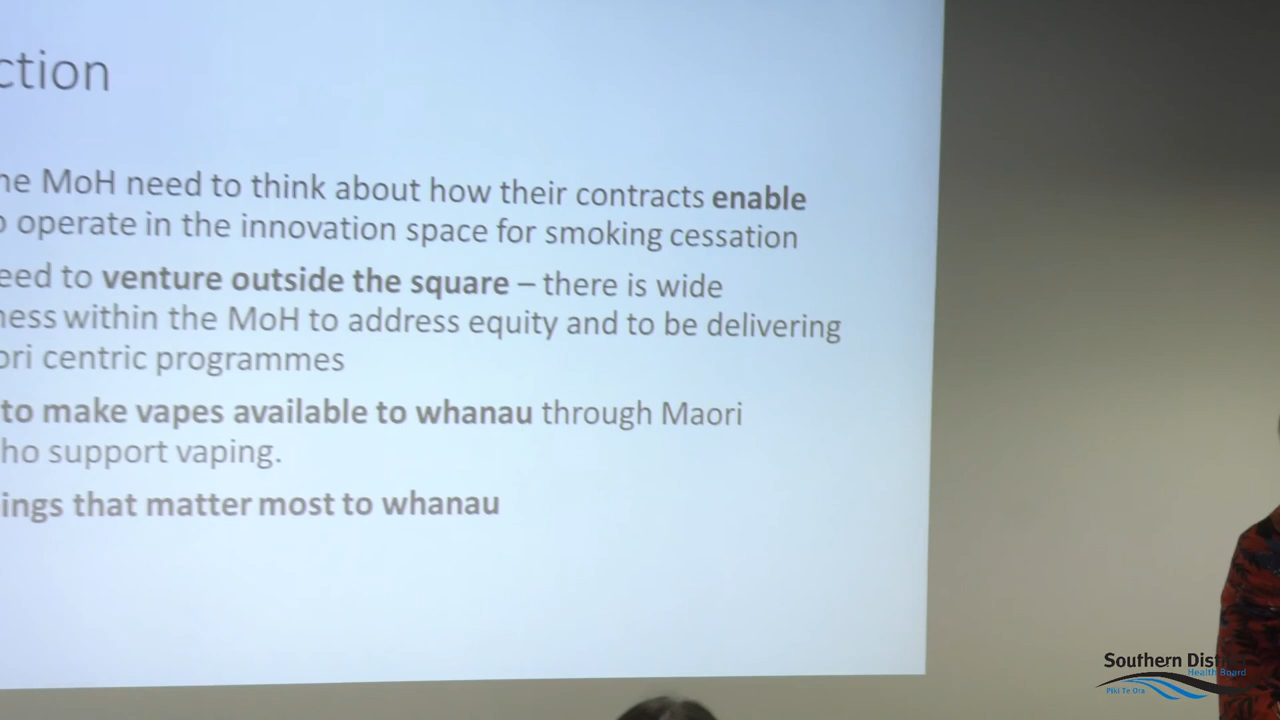 ction
he MoH need to think about how their contracts enable
operate in the innovation space for smoking cessation
eed to venture outside the square – there is wide
ness within the MoH to address equity and to be delivering
ori centric programmes
to make vapes available to whanau through Maori
ho support vaping.
ings that matter most to whanau
Southern Dist
Health Board
Piki Te Ora